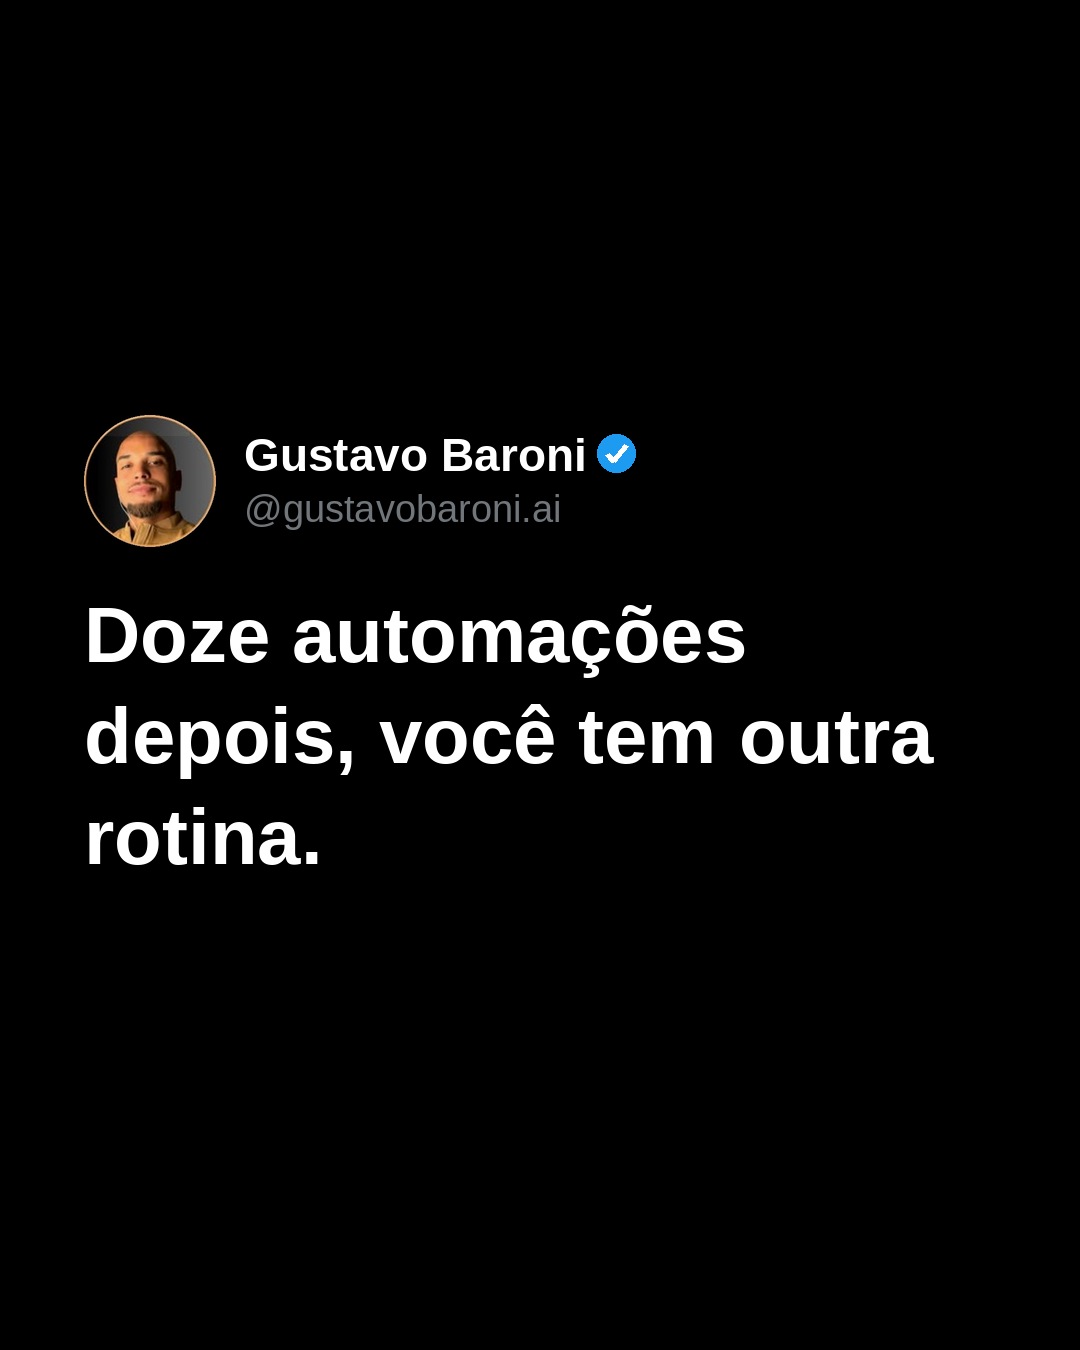 Gustavo Baroni
@gustavobaroni.ai
Doze automações
depois, você tem outra
rotina.